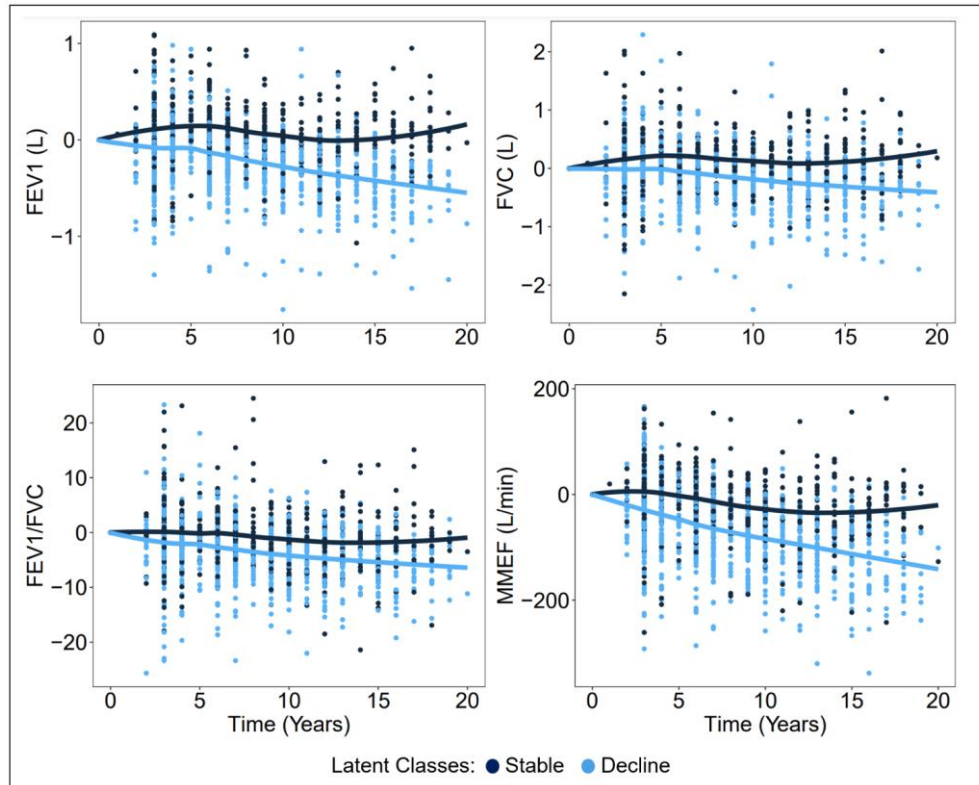 FEV1 (L)
1
0
−1
0 5 10 15 20
FVC (L)
2
1
0
−1
−2
0 5 10 15 20
FEV1/FVC
20
10
0
−10
−20
0 5 10 15 20
Time (Years)
MMEF (L/min)
200
0
−200
0 5 10 15 20
Time (Years)
Latent Classes: Stable Decline